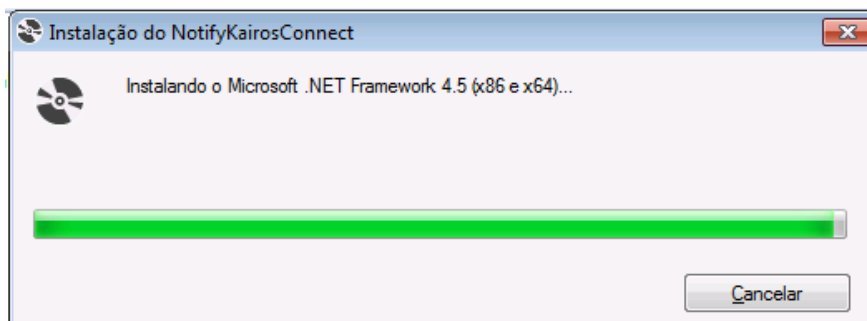 Instalação do NotifyKairosConnect
Instalando o Microsoft .NET Framework 4.5 (x86 e x64)...
Cancelar